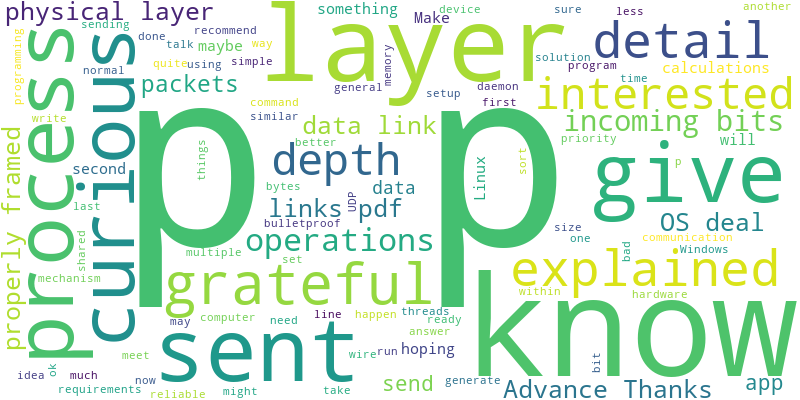 physical layer
something
device
sure
less
another
sending
done
talk
recommend
maybe
way
simple
Make
layer
detail
programming
normal
quite
using
solution
program
calculations
process
curious
packets
general
memory
setup
daemon
first
time
interested
command
similar
write
p p
data link
better
things
incoming bits
priority
will
properly framed
second
depth
bytes
data
UDP
Linux
sort
give
p
last
links
pdf
bulletproof
size
one
OS deal
shared
multiple
operations
set
bad
communication
Windows
mechanism
grateful
explained
within
hardware
know
may
computer
need
line
happen
threads
ready
answer
meet
sent
wire
run
hoping
bit
idea
now
ok
much
requirements
reliable
might
take
send
generate
Advance Thanks
app